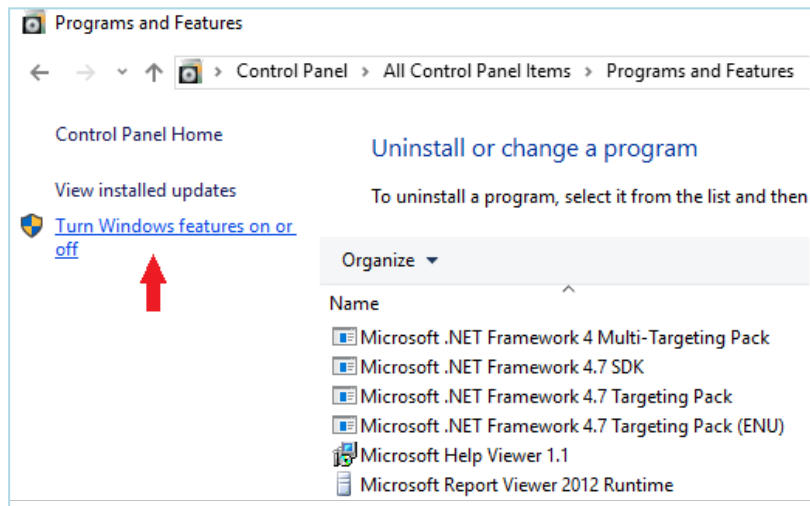 Programs and Features
Control Panel > All Control Panel Items > Programs and Features
Control Panel Home
View installed updates
Turn Windows features on or
off
Uninstall or change a program
To uninstall a program, select it from the list and then
Organize
Name
Microsoft .NET Framework 4 Multi-Targeting Pack
Microsoft .NET Framework 4.7 SDK
Microsoft .NET Framework 4.7 Targeting Pack
Microsoft .NET Framework 4.7 Targeting Pack (ENU)
Microsoft Help Viewer 1.1
Microsoft Report Viewer 2012 Runtime